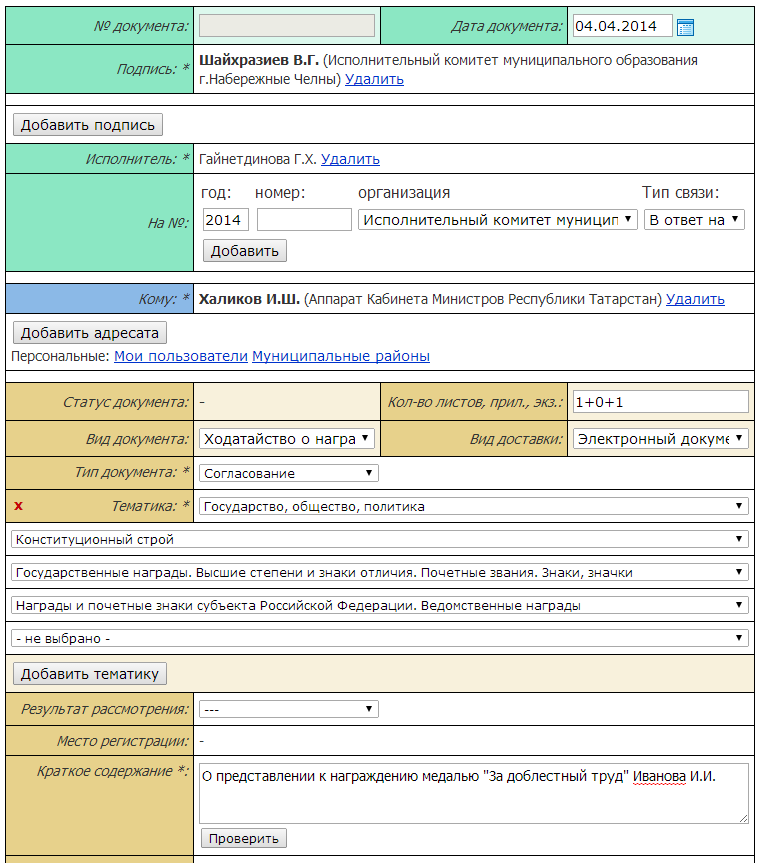 № документа: Дата документа: 04.04.2014
Подпись: * Шайхразиев В.Г. (Исполнительный комитет муниципального образования
г.Набережные Челны) Удалить
Добавить подпись
Исполнитель: * Гайнетдинова Г.Х. Удалить
год: номер: организация Тип связи:
На №: 2014 Исполнительный комитет муницип В ответ на
Добавить
Кому: * Халиков И.Ш. (Аппарат Кабинета Министров Республики Татарстан) Удалить
Добавить адресата
Персональные: Мои пользователи Муниципальные районы
Статус документа: - Кол-во листов, прил., экз.: 1+0+1
Вид документа: Ходатайство о награ Вид доставки: Электронный докуме
Тип документа: * Согласование
x Тематика: * Государство, общество, политика
Конституционный строй
Государственные награды. Высшие степени и знаки отличия. Почетные звания. Знаки, значки
Награды и почетные знаки субъекта Российской Федерации. Ведомственные награды
- не выбрано -
Добавить тематику
Результат рассмотрения: ---
Место регистрации: -
Краткое содержание *: О представлении к награждению медалью "За доблестный труд" Иванова И.И.
Проверить